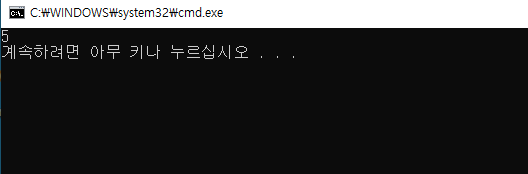 C:₩WINDOWS₩system32₩cmd.exe
5
계속하려면 아무 키나 누르십시오 . . .